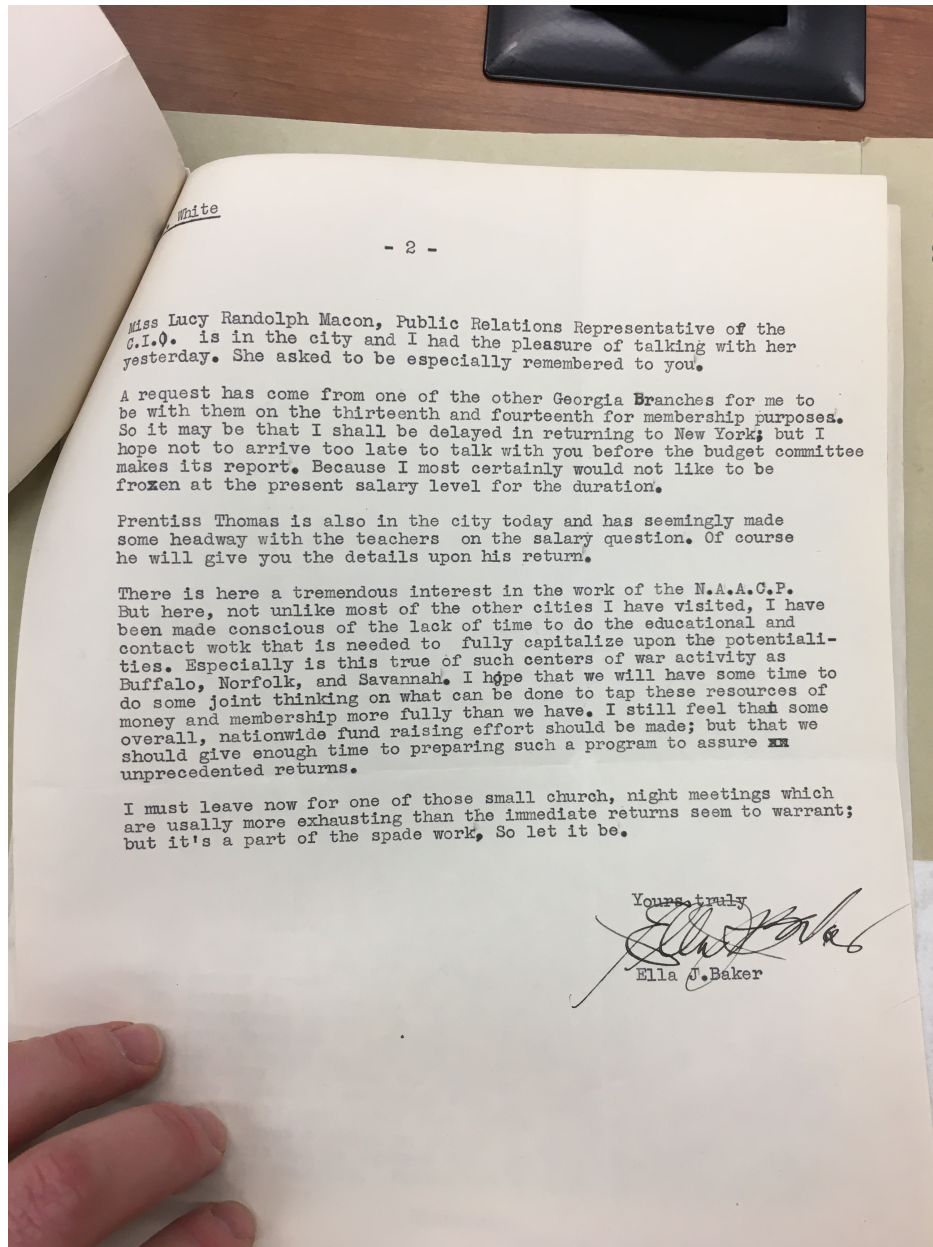 White
- 2 -
Miss Lucy Randolph Macon, Public Relations Representative of the
C.I.O. is in the city and I had the pleasure of talking with her
yesterday. She asked to be especially remembered to you.
A request has come from one of the other Georgia Branches for me to
be with them on the thirteenth and fourteenth for membership purposes.
So it may be that I shall be delayed in returning to New York; but I
hope not to arrive too late to talk with you before the budget committee
makes its report. Because I most certainly would not like to be
frozen at the present salary level for the duration.
Prentiss Thomas is also in the city today and has seemingly made
some headway with the teachers on the salary question. Of course
he will give you the details upon his return.
There is here a tremendous interest in the work of the N.A.A.C.P.
But here, not unlike most of the other cities I have visited, I have
been made conscious of the lack of time to do the educational and
contact wotk that is needed to fully capitalize upon the potentiali-
ties. Especially is this true of such centers of war activity as
Buffalo, Norfolk, and Savannah. I hope that we will have some time to
do some joint thinking on what can be done to tap these resources of
money and membership more fully than we have. I still feel that some
overall, nationwide fund raising effort should be made; but that we
should give enough time to preparing such a program to assure xx
unprecedented returns.
I must leave now for one of those small church, night meetings which
are usally more exhausting than the immediate returns seem to warrant;
but it's a part of the spade work, So let it be.
Yours truly
Ella J Baker
Ella J.Baker